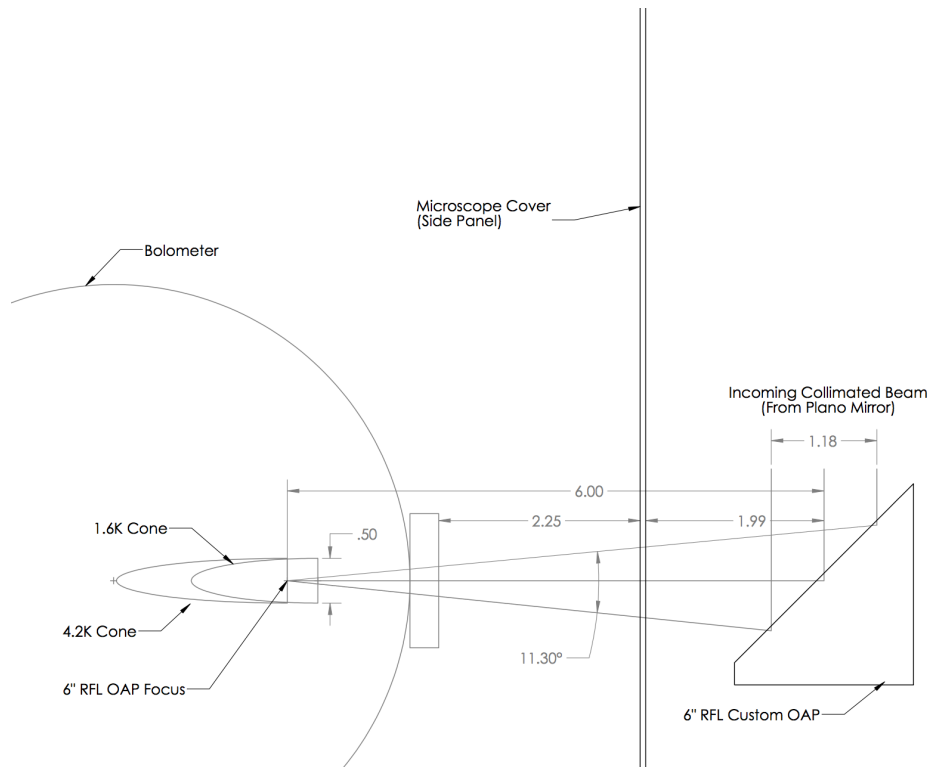 Microscope Cover
(Side Panel)
Bolometer
Incoming Collimated Beam
(From Plano Mirror)
1.18
6.00
2.25
1.99
1.6K Cone
.50
4.2K Cone
11.30°
6" RFL OAP Focus
6" RFL Custom OAP